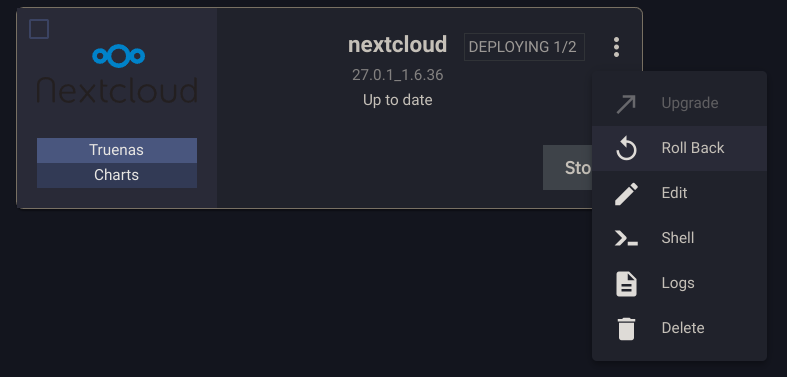 Nextcloud
Truenas
Charts
nextcloud
DEPLOYING 1/2
27.0.1_1.6.36
Up to date
Sto
Upgrade
Roll Back
Edit
Shell
Logs
Delete